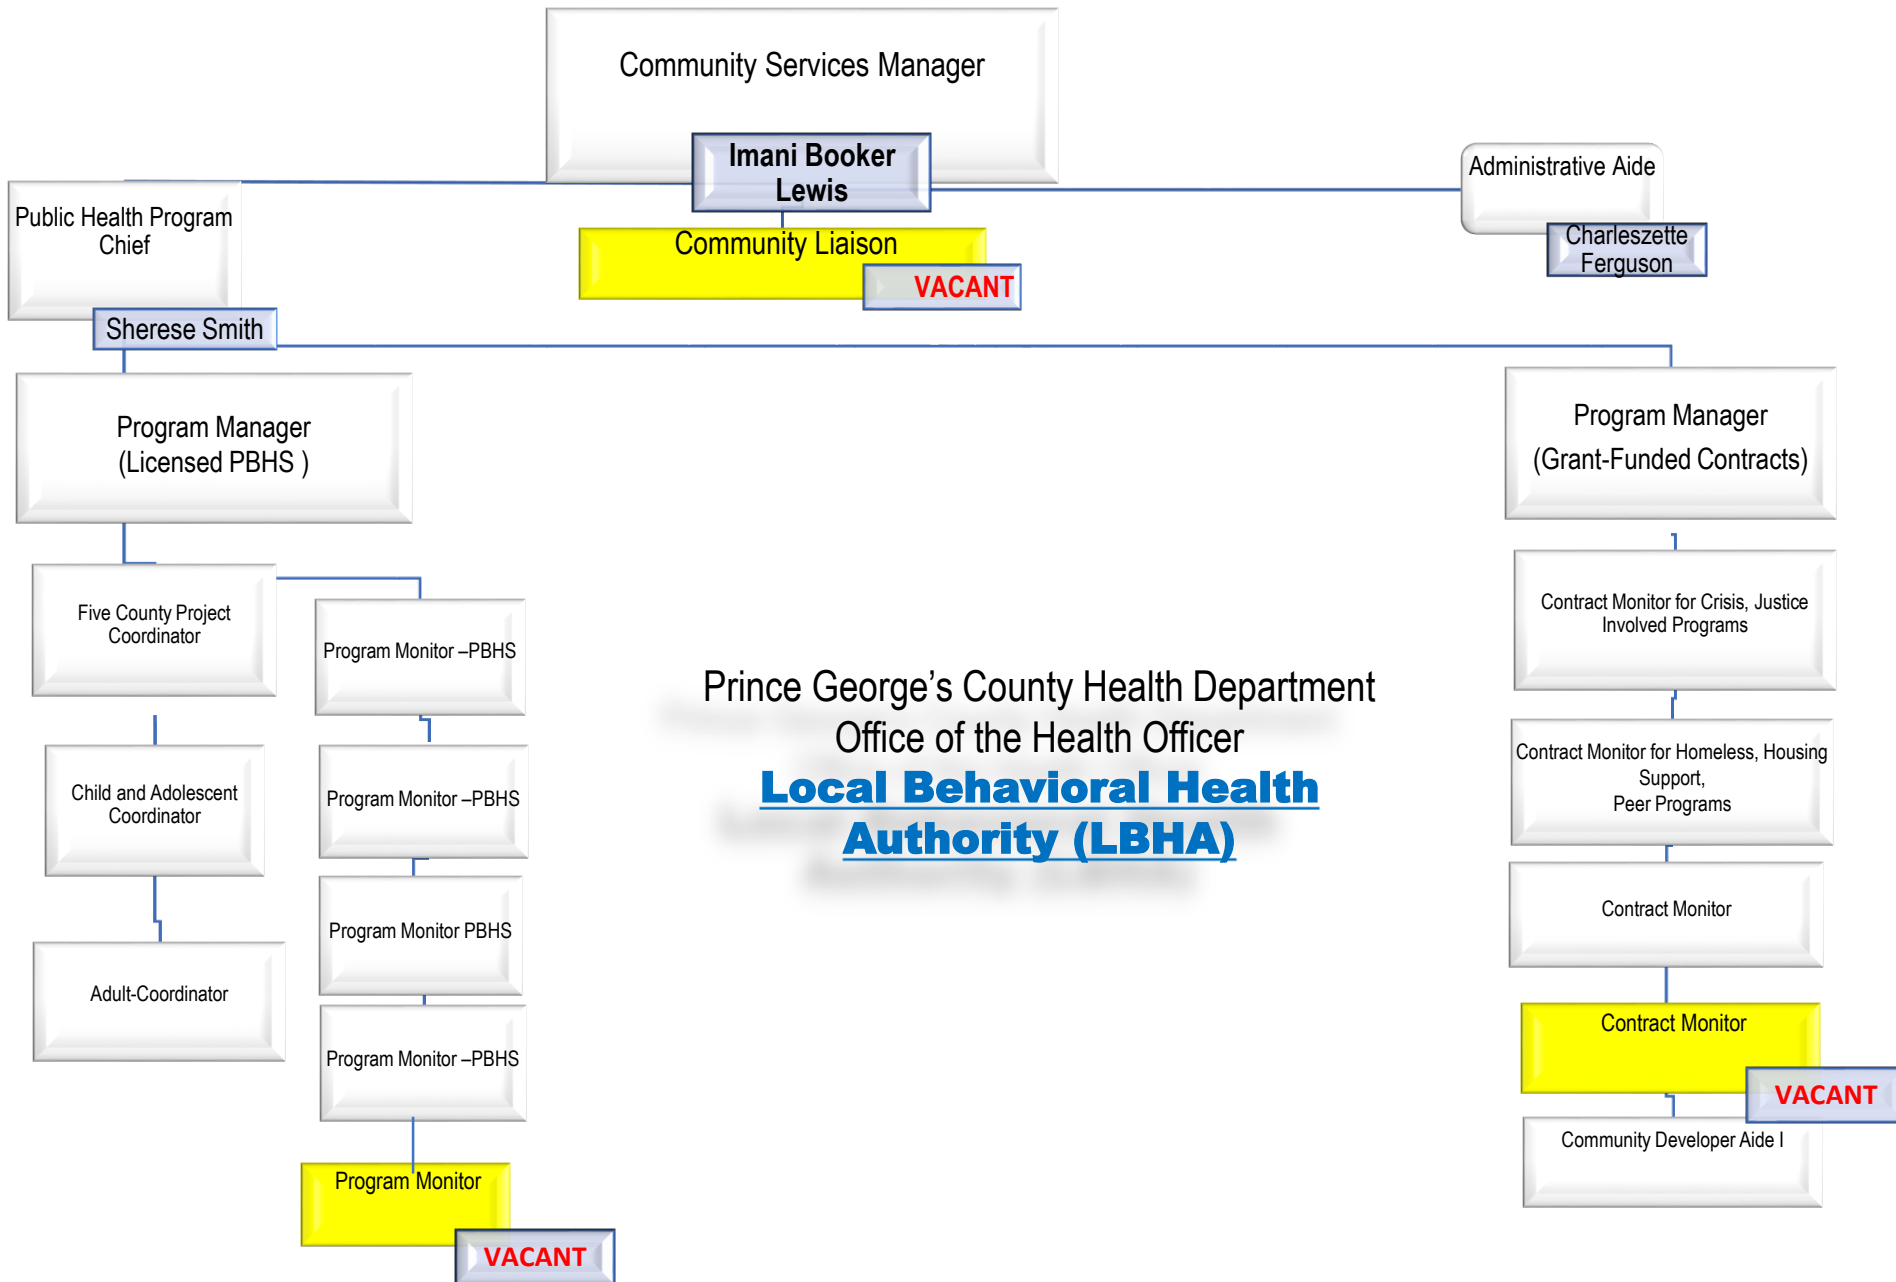 Community Services Manager
Imani Booker
Lewis
Administrative Aide
Charleszette
Ferguson
Public Health Program
Chief
Sherese Smith
Community Liaison
VACANT
Program Manager
(Licensed PBHS )
Program Manager
(Grant-Funded Contracts)
Five County Project
Coordinator
Child and Adolescent
Coordinator
Adult-Coordinator
Program Monitor –PBHS
Program Monitor –PBHS
Program Monitor PBHS
Program Monitor –PBHS
Program Monitor
VACANT
Prince George’s County Health Department
Office of the Health Officer
Local Behavioral Health
Authority (LBHA)
Contract Monitor for Crisis, Justice
Involved Programs
Contract Monitor for Homeless, Housing
Support,
Peer Programs
Contract Monitor
Contract Monitor
VACANT
Community Developer Aide I